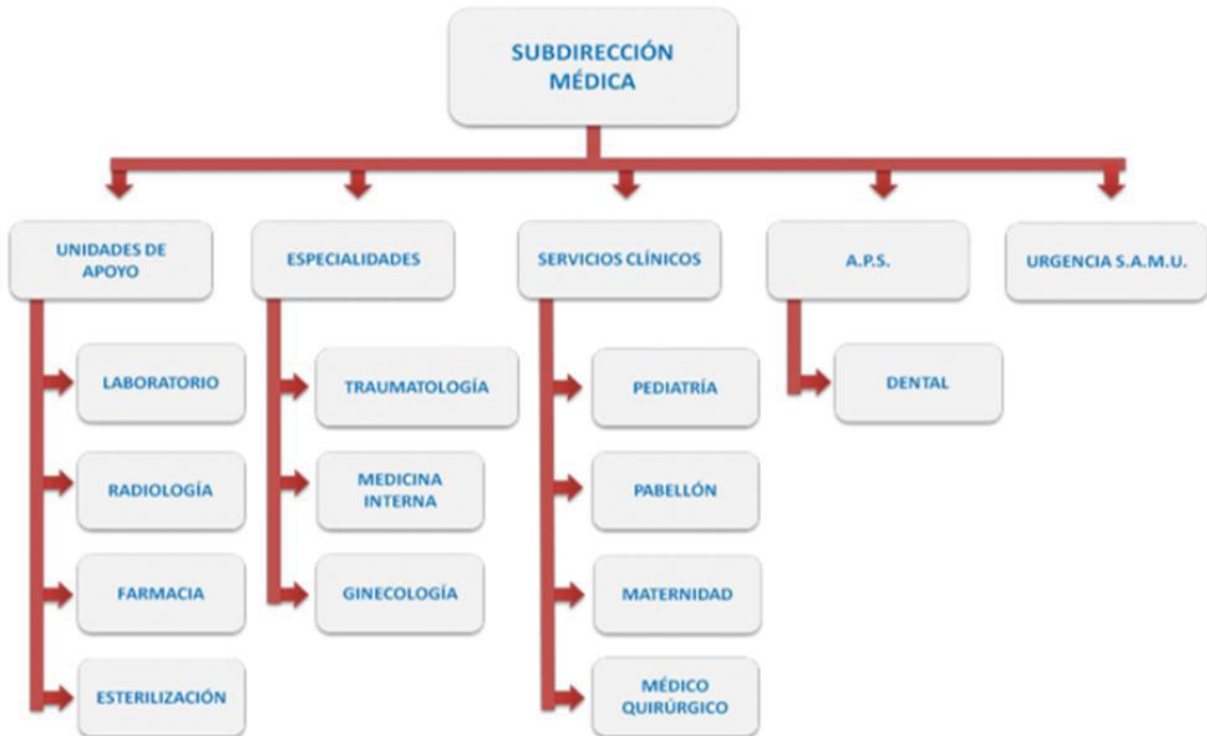 SUBDIRECCIÓN
MÉDICA
UNIDADES DE
APOYO
ESPECIALIDADES
SERVICIOS CLÍNICOS
A.P.S.
URGENCIA S.A.M.U.
LABORATORIO
TRAUMATOLOGÍA
PEDIATRÍA
DENTAL
RADIOLOGÍA
MEDICINA
INTERNA
PABELLÓN
FARMACIA
GINECOLOGÍA
MATERNIDAD
ESTERILIZACIÓN
MÉDICO
QUIRÚRGICO